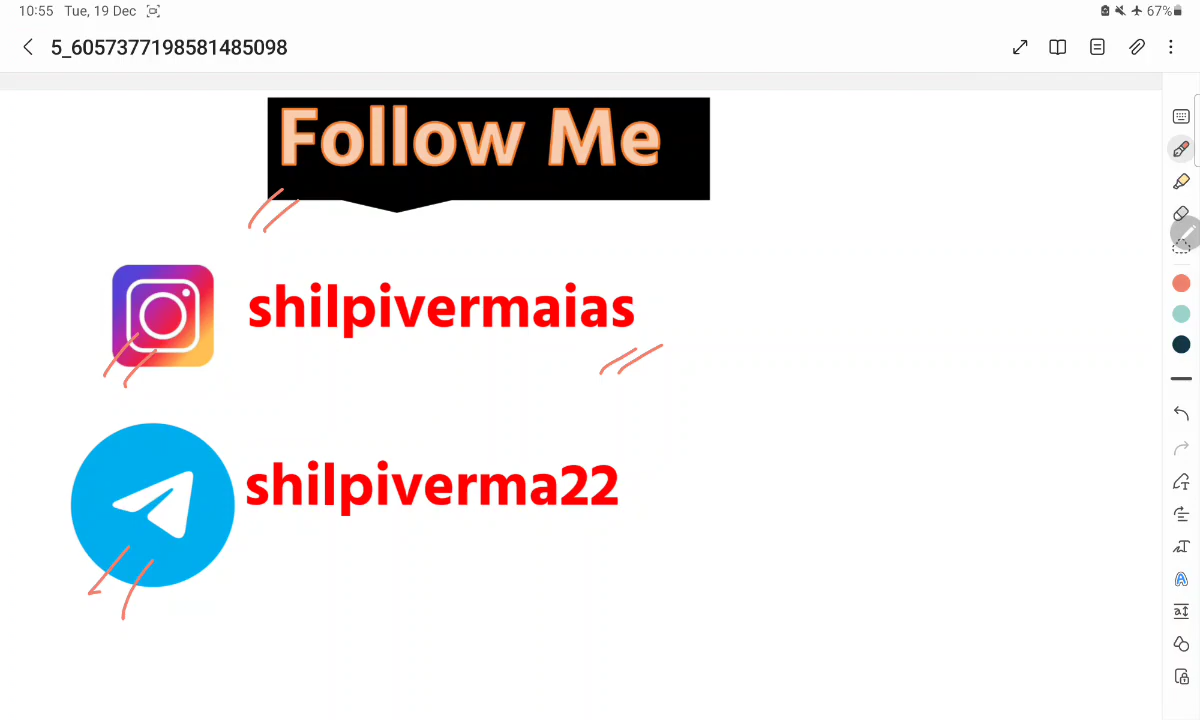 10:55 Tue, 19 Dec 67%
5_6057377198581485098
Follow Me
shilpivermaias
shilpiverma22